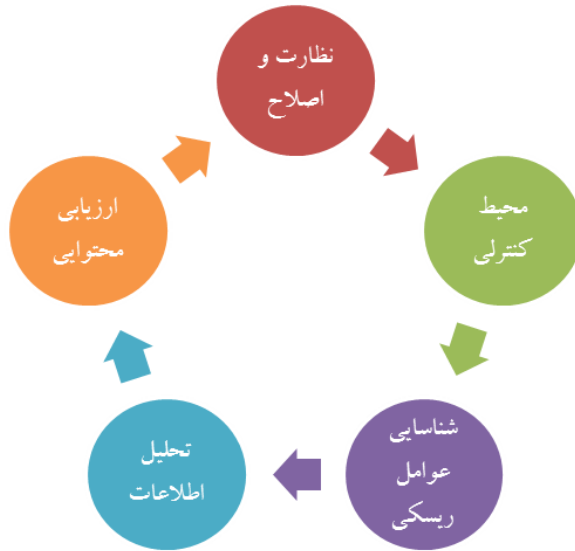 نظارت و
اصلاح
محیط
کنترلی
شناسایی
عوامل
ریسکی
تحلیل
اطلاعات
ارزیابی
محتوایی